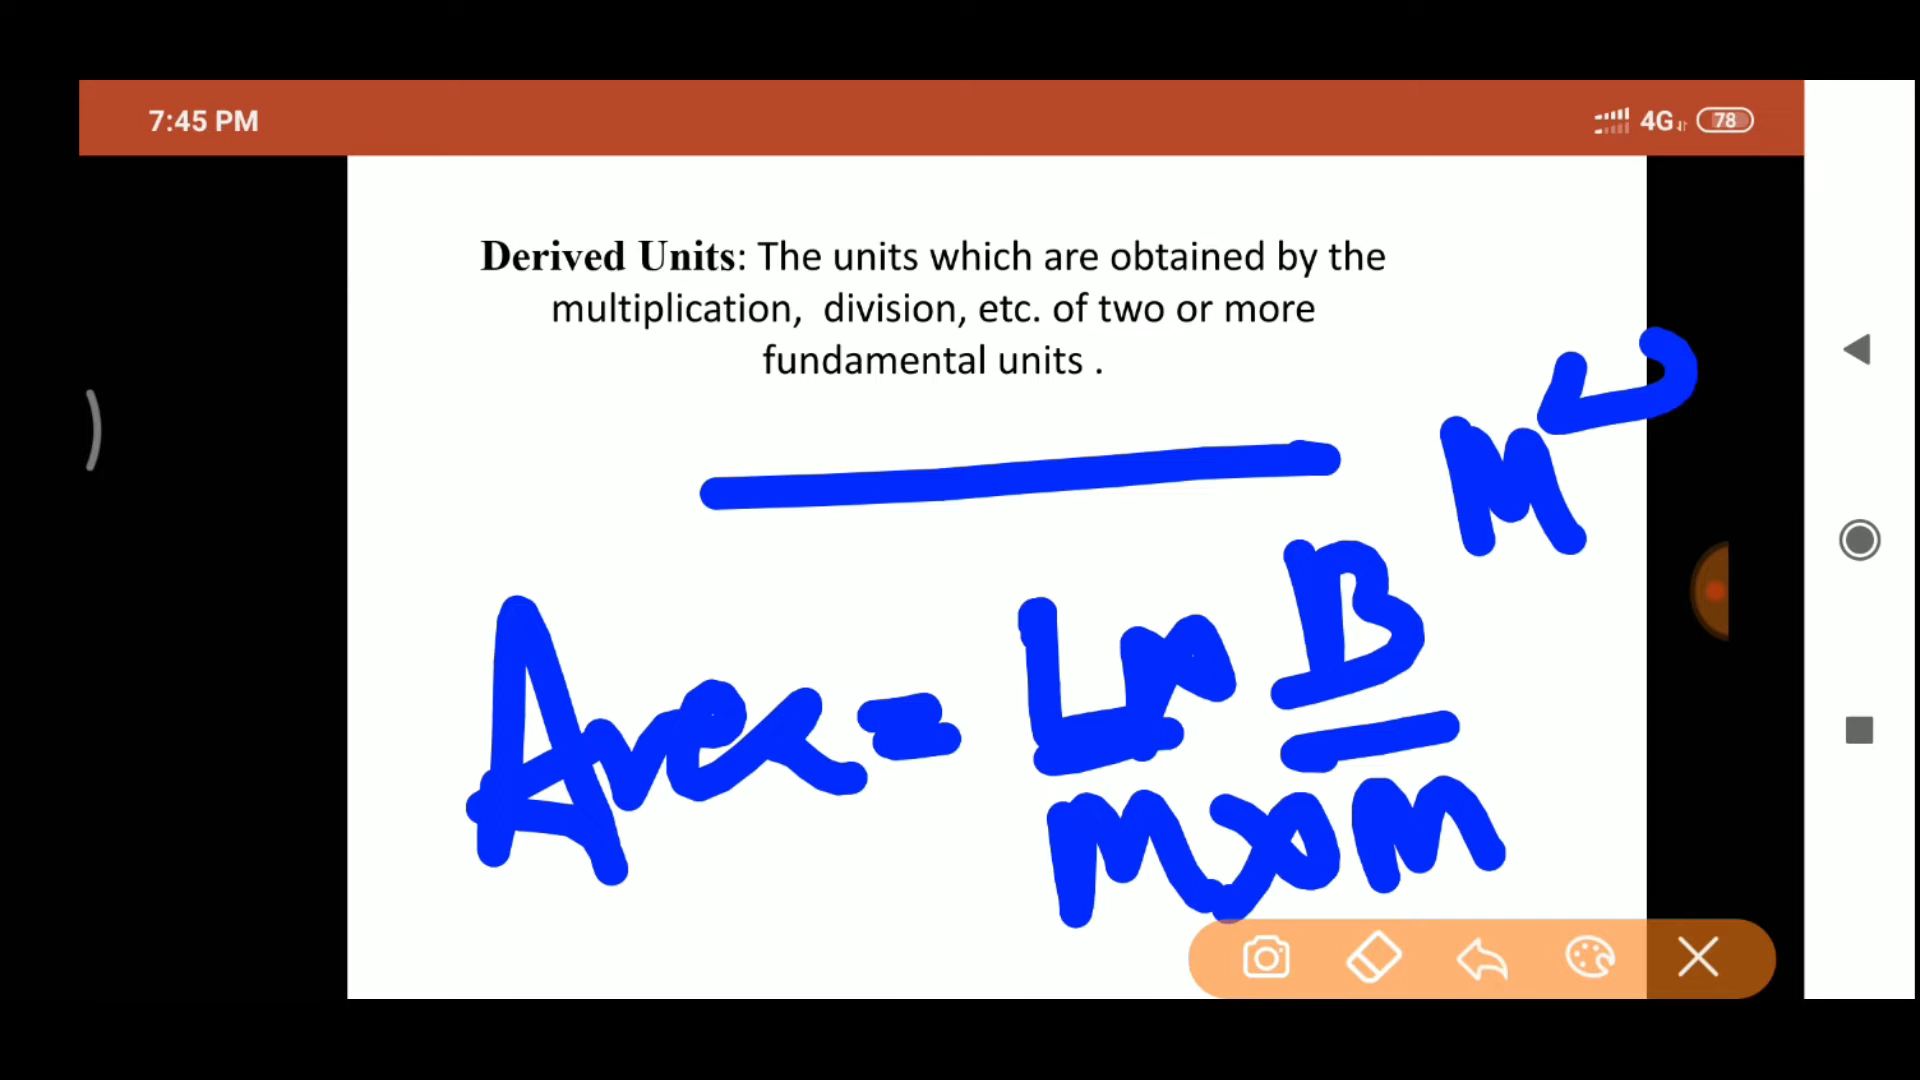 7:45 PM 4G 78
Derived Units: The units which are obtained by the
multiplication, division, etc. of two or more
fundamental units .
M
Area = L B
M x M